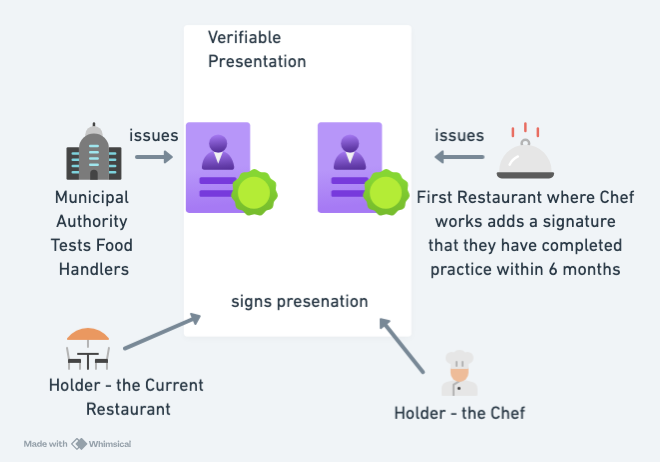 Verifiable
Presentation
issues
issues
Municipal
Authority
Tests Food
Handlers
First Restaurant where Chef
works adds a signature
that they have completed
practice within 6 months
signs presenation
Holder - the Current
Restaurant
Holder - the Chef
Made with Whimsical